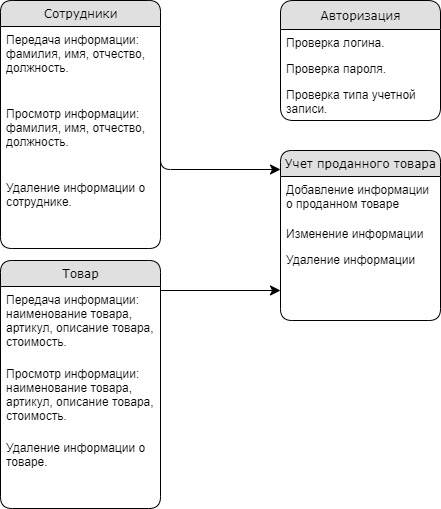 Сотрудники
Передача информации:
фамилия, имя, отчество,
должность.
Просмотр информации:
фамилия, имя, отчество,
должность.
Удаление информации о
сотруднике.
Авторизация
Проверка логина.
Проверка пароля.
Проверка типа учетной
записи.
Учет проданного товара
Добавление информации
о проданном товаре
Изменение информации
Удаление информации
Товар
Передача информации:
наименование товара,
артикул, описание товара,
стоимость.
Просмотр информации:
наименование товара,
артикул, описание товара,
стоимость.
Удаление информации о
товаре.